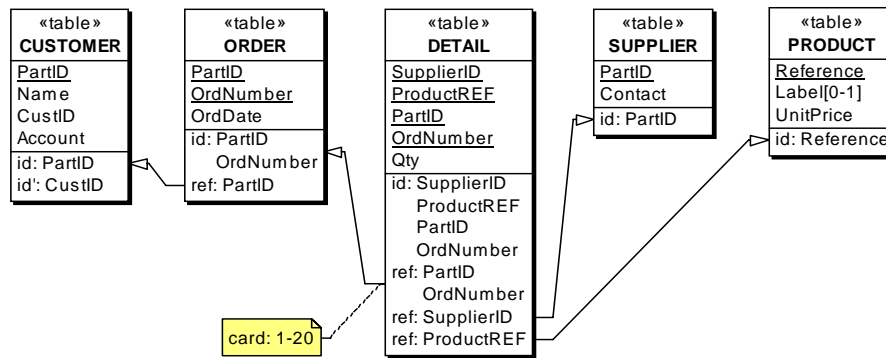 «table»
CUSTOMER
PartID
Name
CustID
Account
id: PartID
id': CustID
«table»
ORDER
PartID
OrdNumber
OrdDate
id: PartID
OrdNumber
ref: PartID
«table»
DETAIL
SupplierID
ProductREF
PartID
OrdNumber
Qty
id: SupplierID
ProductREF
PartID
OrdNumber
ref: PartID
OrdNumber
ref: SupplierID
ref: ProductREF
«table»
SUPPLIER
PartID
Contact
id: PartID
«table»
PRODUCT
Reference
Label[0-1]
UnitPrice
id: Reference
card: 1-20